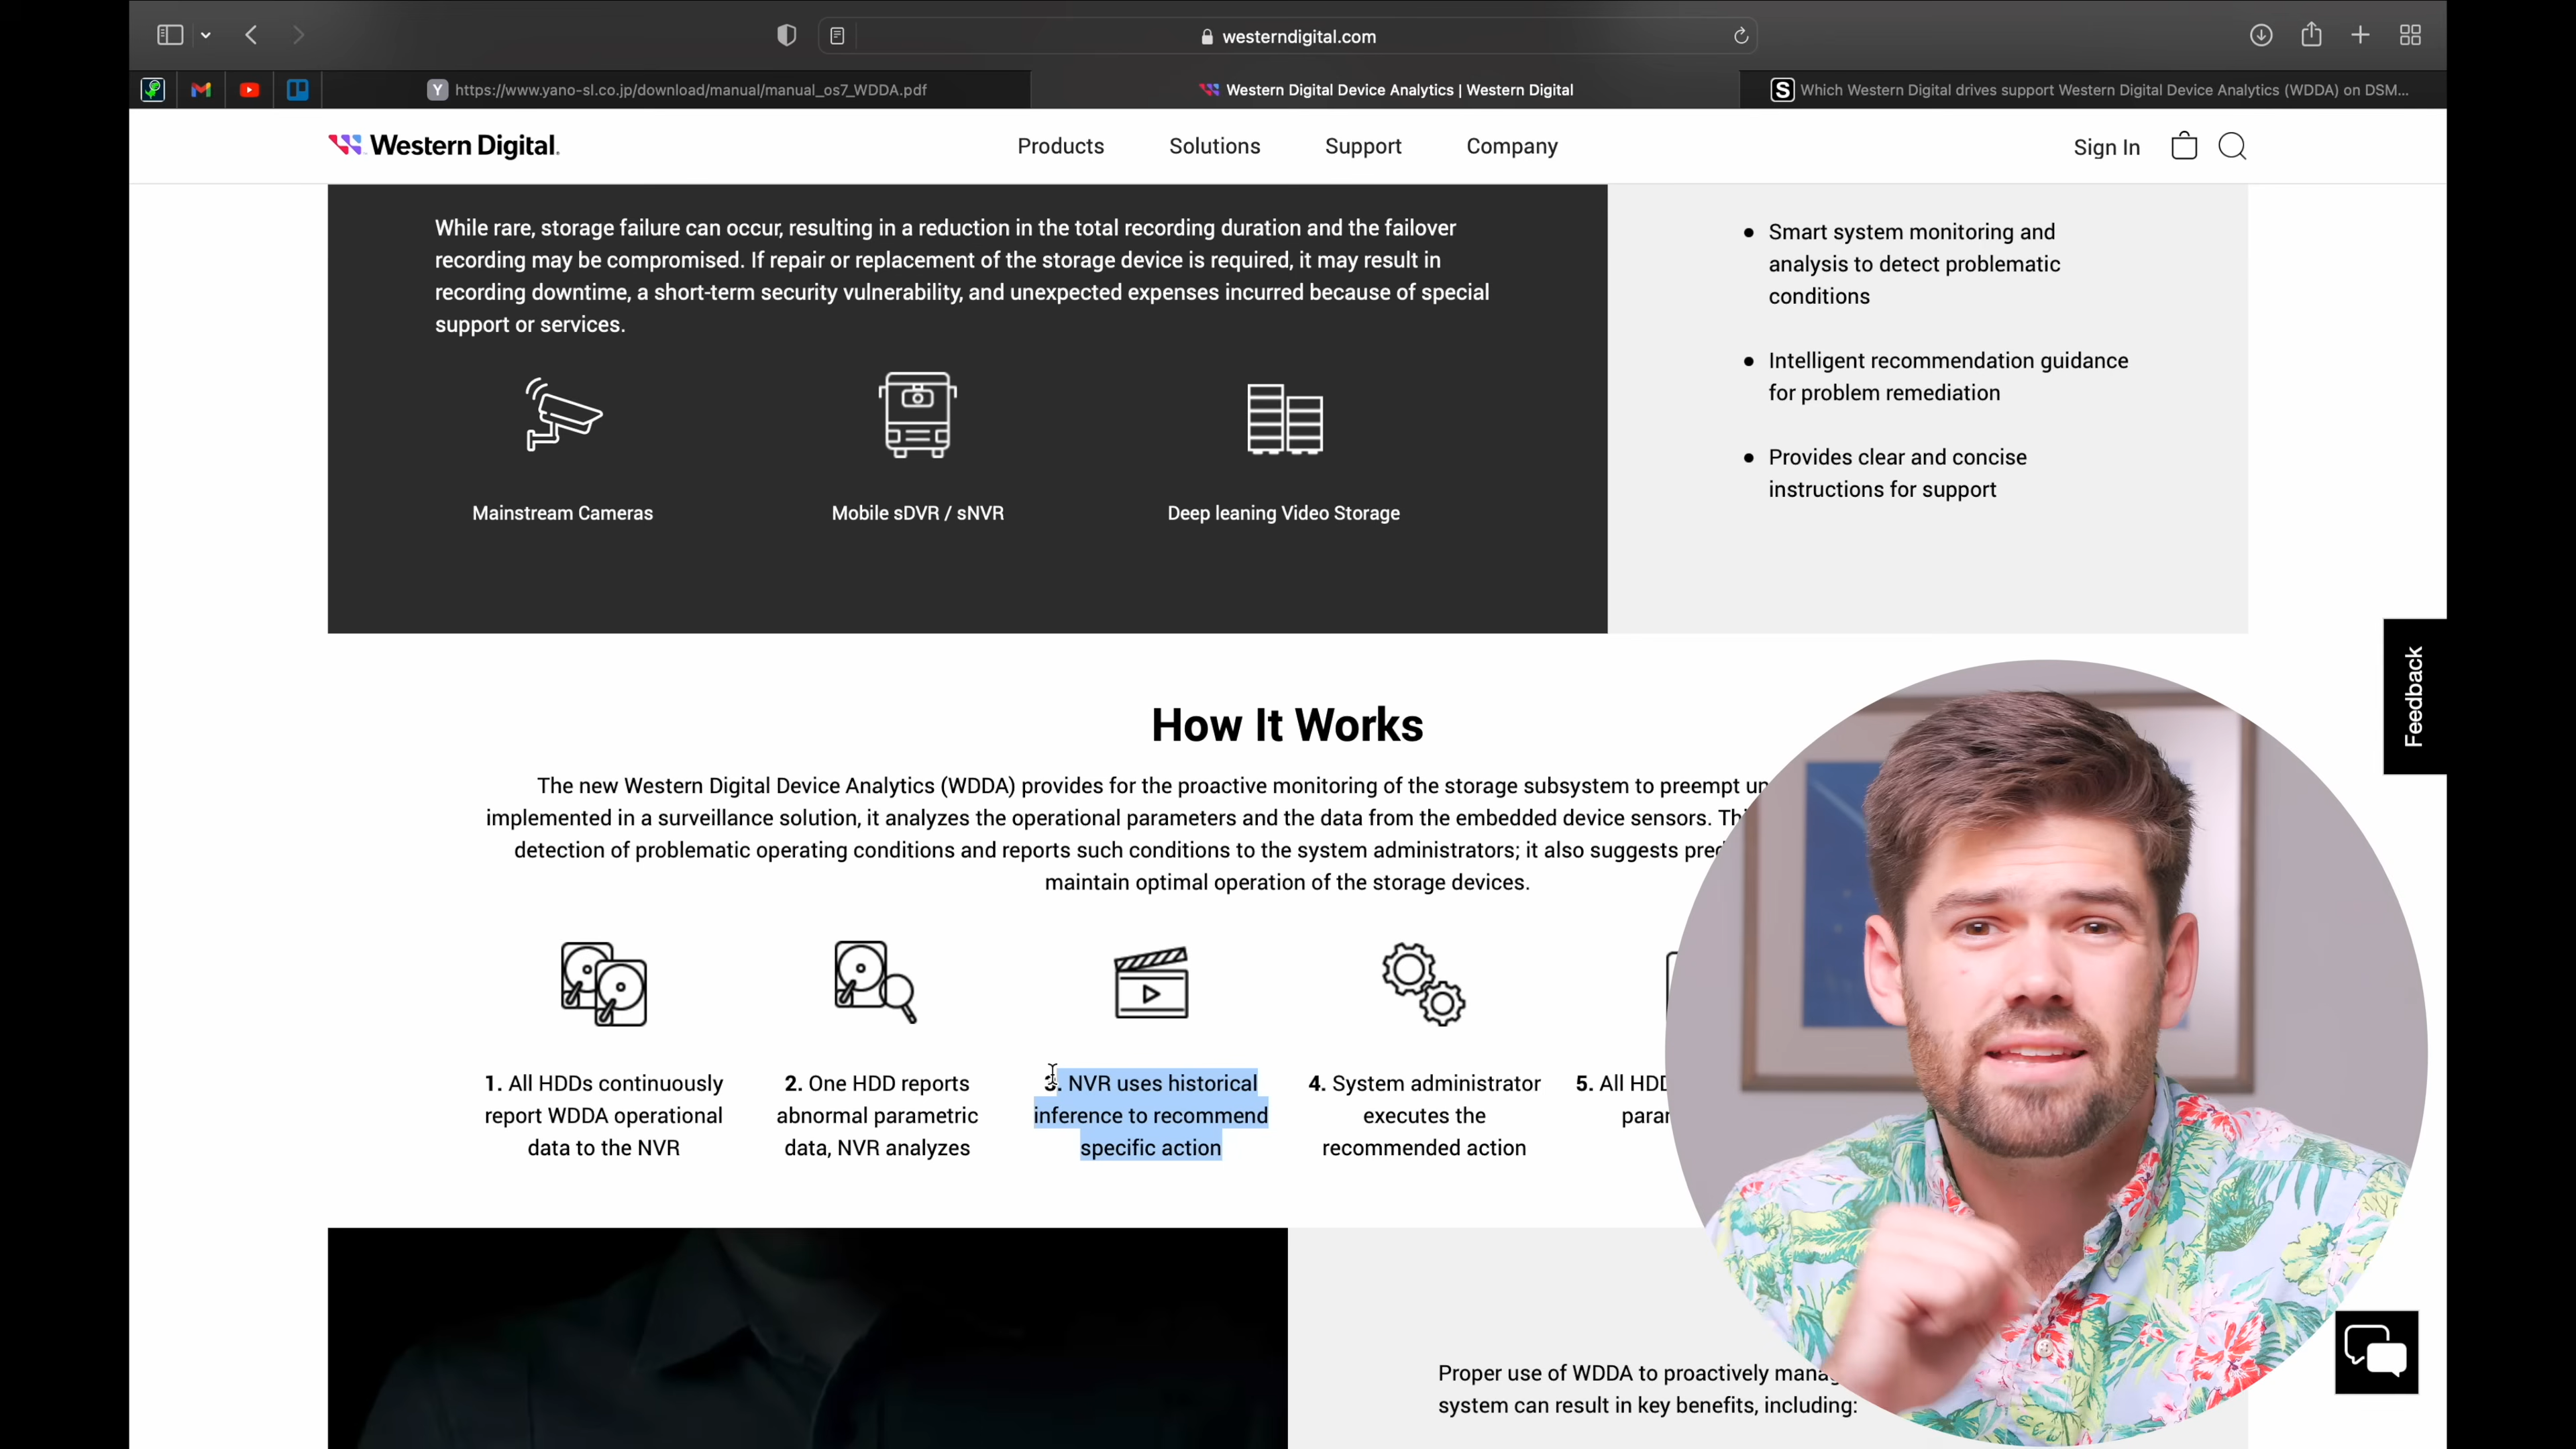 westerndigital.com
Y https://www.yano-sl.co.jp/download/manual/manual_os7_WDDA.pdf
Western Digital Device Analytics | Western Digital
S Which Western Digital drives support Western Digital Device Analytics (WDDA) on DSM...
Western Digital.
Products
Solutions
Support
Company
Sign In
While rare, storage failure can occur, resulting in a reduction in the total recording duration and the failover
recording may be compromised. If repair or replacement of the storage device is required, it may result in
recording downtime, a short-term security vulnerability, and unexpected expenses incurred because of special
support or services.
Mainstream Cameras
Mobile sDVR / sNVR
Deep leaning Video Storage
• Smart system monitoring and
analysis to detect problematic
conditions
• Intelligent recommendation guidance
for problem remediation
• Provides clear and concise
instructions for support
Feedback
How It Works
The new Western Digital Device Analytics (WDDA) provides for the proactive monitoring of the storage subsystem to preempt
implemented in a surveillance solution, it analyzes the operational parameters and the data from the embedded device sensors.
detection of problematic operating conditions and reports such conditions to the system administrators; it also suggests
maintain optimal operation of the storage devices.
1. All HDDs continuously
report WDDA operational
data to the NVR
2. One HDD reports
abnormal parametric
data, NVR analyzes
3. NVR uses historical
inference to recommend
specific action
4. System administrator
executes the
recommended action
5. All
Proper use of WDDA to proactively
system can result in key benefits, including: